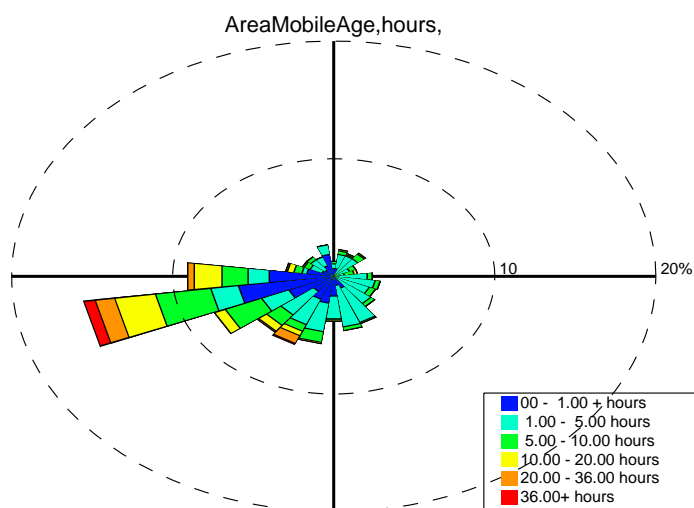 AreaMobileAge,hours,
10
20%
00 -  1.00 + hours
1.00 -  5.00 hours
5.00 - 10.00 hours
10.00 - 20.00 hours
20.00 - 36.00 hours
36.00+ hours